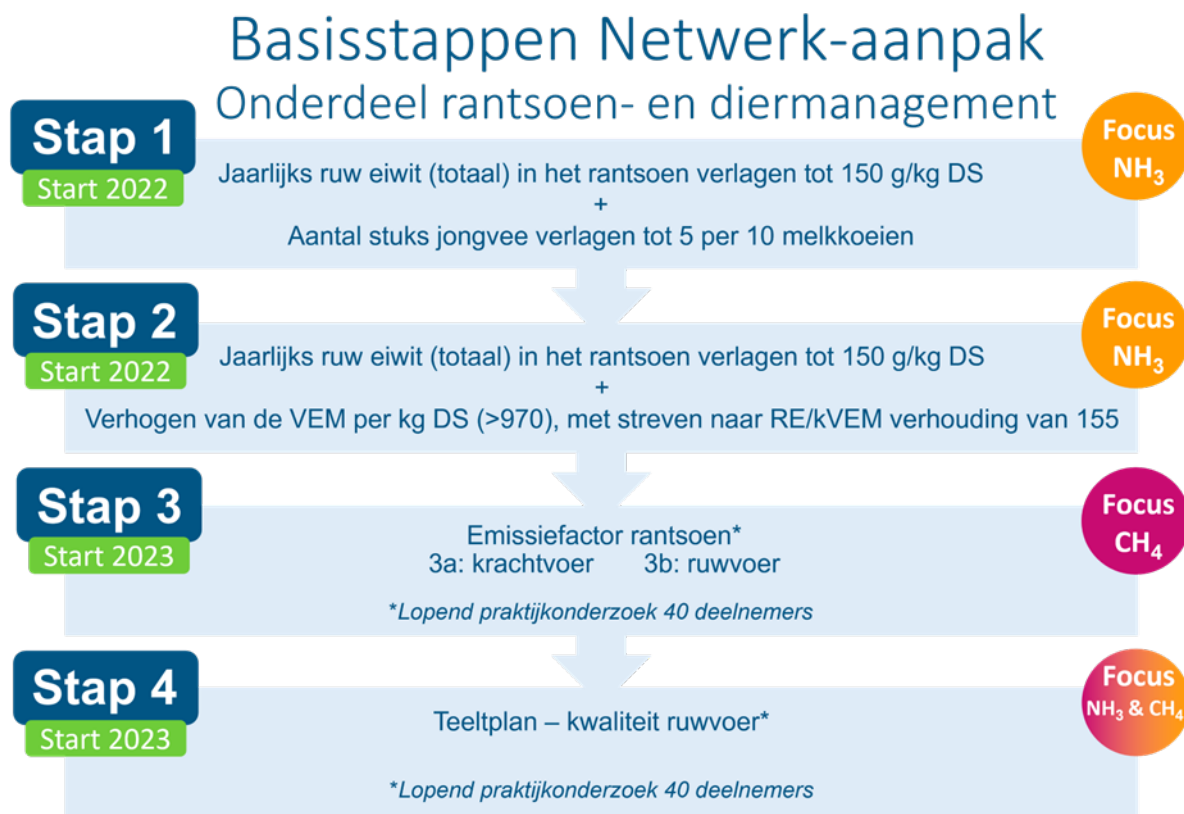 Basisstappen Netwerk-aanpak
Onderdeel rantsoen- en diermanagement
Stap 1
Start 2022
Jaarlijks ruw eiwit (totaal) in het rantsoen verlagen tot 150 g/kg DS
+
Aantal stuks jongvee verlagen tot 5 per 10 melkkoeien
Focus
NH₃
Stap 2
Start 2022
Jaarlijks ruw eiwit (totaal) in het rantsoen verlagen tot 150 g/kg DS
+
Verhogen van de VEM per kg DS (>970), met streven naar RE/kVEM verhouding van 155
Focus
NH₃
Stap 3
Start 2023
Emissiefactor rantsoen*
3a: krachtvoer 3b: ruwvoer
*Lopend praktijkonderzoek 40 deelnemers
Focus
CH₄
Stap 4
Start 2023
Teeltplan – kwaliteit ruwvoer*
*Lopend praktijkonderzoek 40 deelnemers
Focus
NH₃ & CH₄